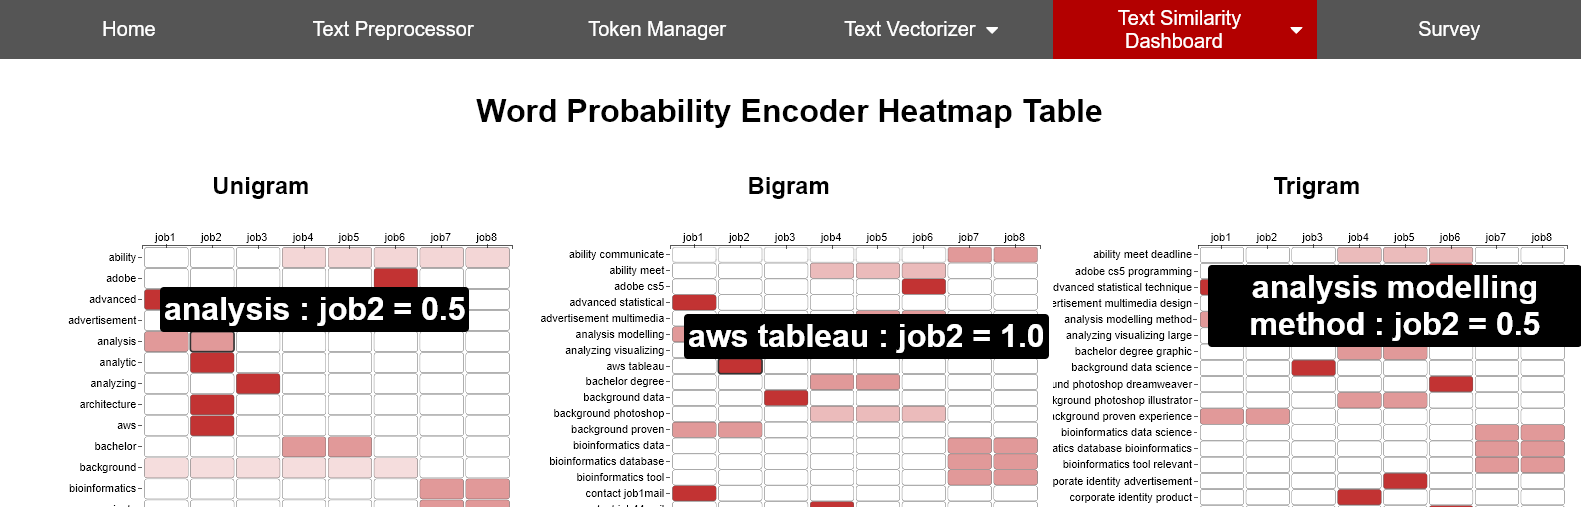 Home
Text Preprocessor
Token Manager
Text Vectorizer
Text Similarity
Dashboard
Survey
Word Probability Encoder Heatmap Table
Unigram
job1 job2 job3 job4 job5 job6 job7 job8
ability
adobe
advanced
advertisement
analysis
analytic
analyzing
architecture
aws
bachelor
background
bioinformatics
analysis : job2 = 0.5
Bigram
job1 job2 job3 job4 job5 job6 job7 job8
ability communicate
ability meet
adobe cs5
advanced statistical
advertisement multimedia
analysis modelling
analyzing visualizing
aws tableau
bachelor degree
background data
background photoshop
background proven
bioinformatics data
bioinformatics database
bioinformatics tool
contact job1mail
aws tableau : job2 = 1.0
Trigram
job1 job2 job3 job4 job5 job6 job7 job8
ability meet deadline
adobe cs5 programming
dvanced statistical technique
ertisement multimedia design
analysis modelling method
analyzing visualizing large
bachelor degree graphic
background data science
und photoshop dreamweaver
kground photoshop illustrator
ackground proven experience
bioinformatics data science
atics database bioinformatics
bioinformatics tool relevant
porate identity advertisement
corporate identity product
analysis modelling
method : job2 = 0.5